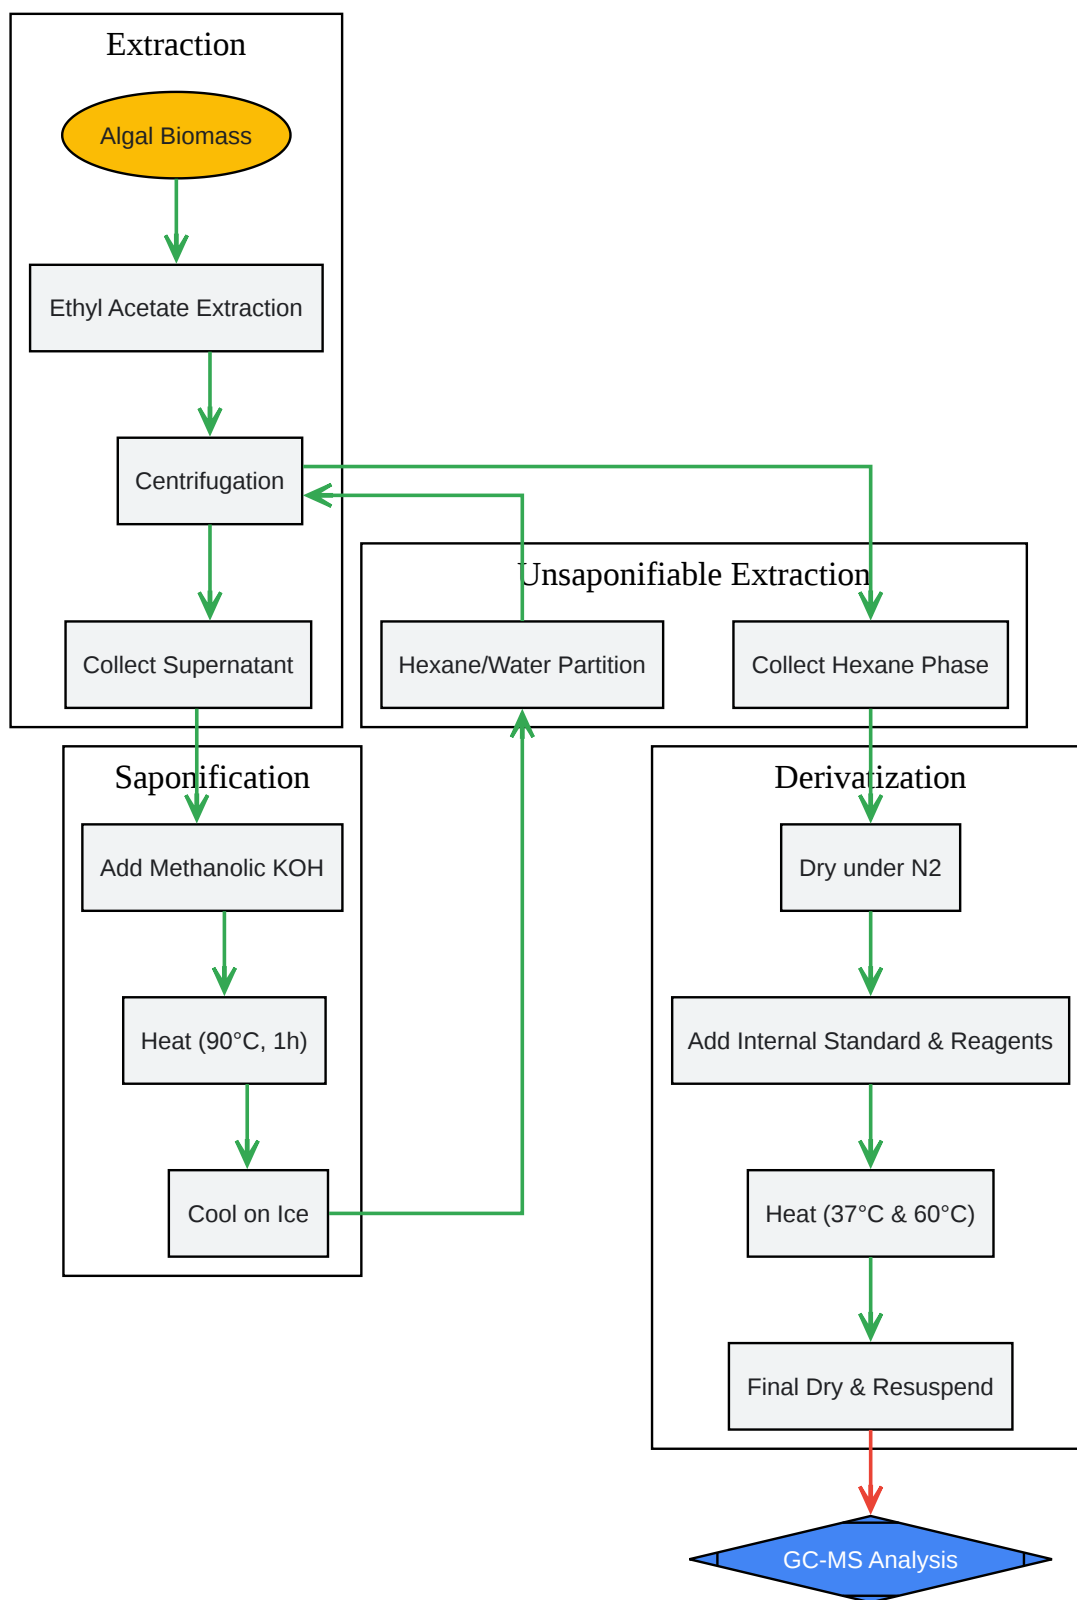 Extraction
Algal Biomass
Ethyl Acetate Extraction
Centrifugation
Collect Supernatant
Unsaponifiable Extraction
Hexane/Water Partition
Collect Hexane Phase
Saponification
Add Methanolic KOH
Heat (90°C, 1h)
Cool on Ice
Derivatization
Dry under N2
Add Internal Standard & Reagents
Heat (37°C & 60°C)
Final Dry & Resuspend
GC-MS Analysis